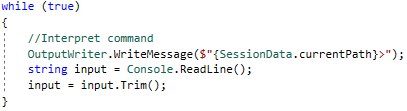 while (true)
{
    //Interpret command
    OutputWriter.WriteMessage($"{SessionData.currentPath}>");
    string input = Console.ReadLine();
    input = input.Trim();
}